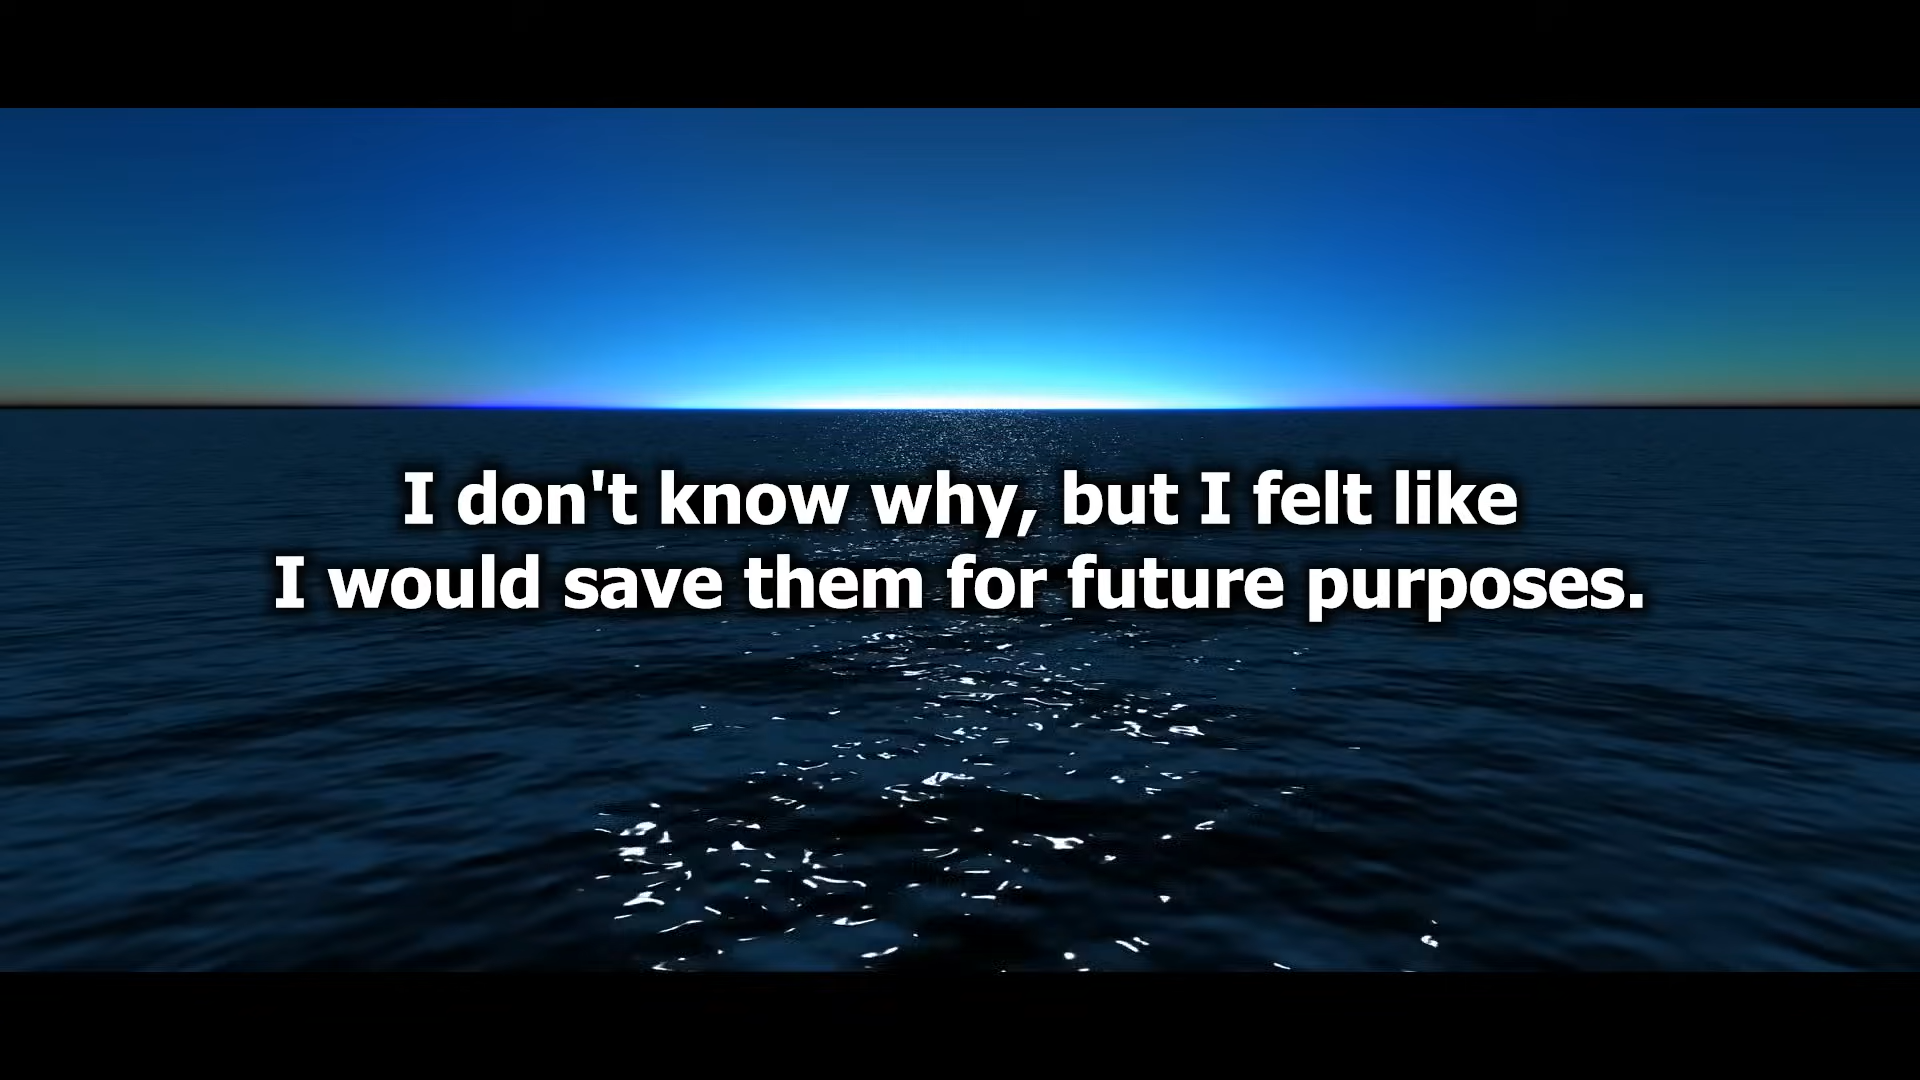 I don't know why, but I felt like
I would save them for future purposes.